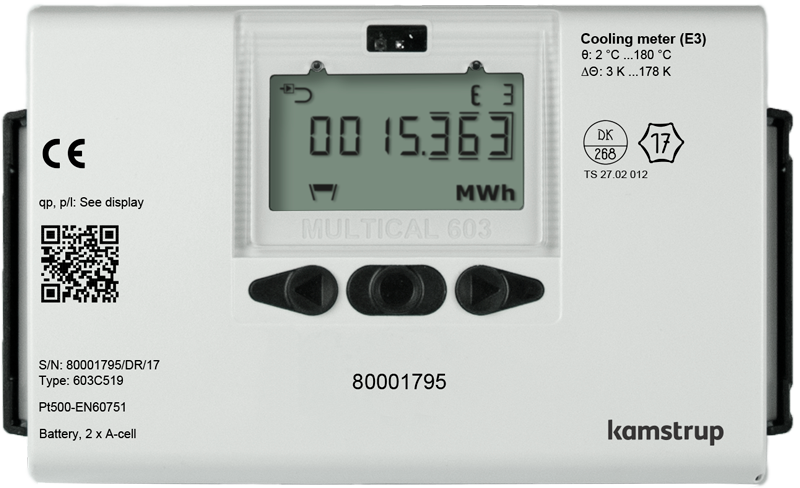 Cooling meter (E3)
θ: 2 °C ...180 °C
ΔΘ: 3 K ...178 K
E 3
0015.363
MWh
MULTICAL 603
DK
268
17
TS 27.02 012
CE
qp, p/l: See display
S/N: 80001795/DR/17
Type: 603C519
Pt500-EN60751
Battery, 2 x A-cell
80001795
kamstrup